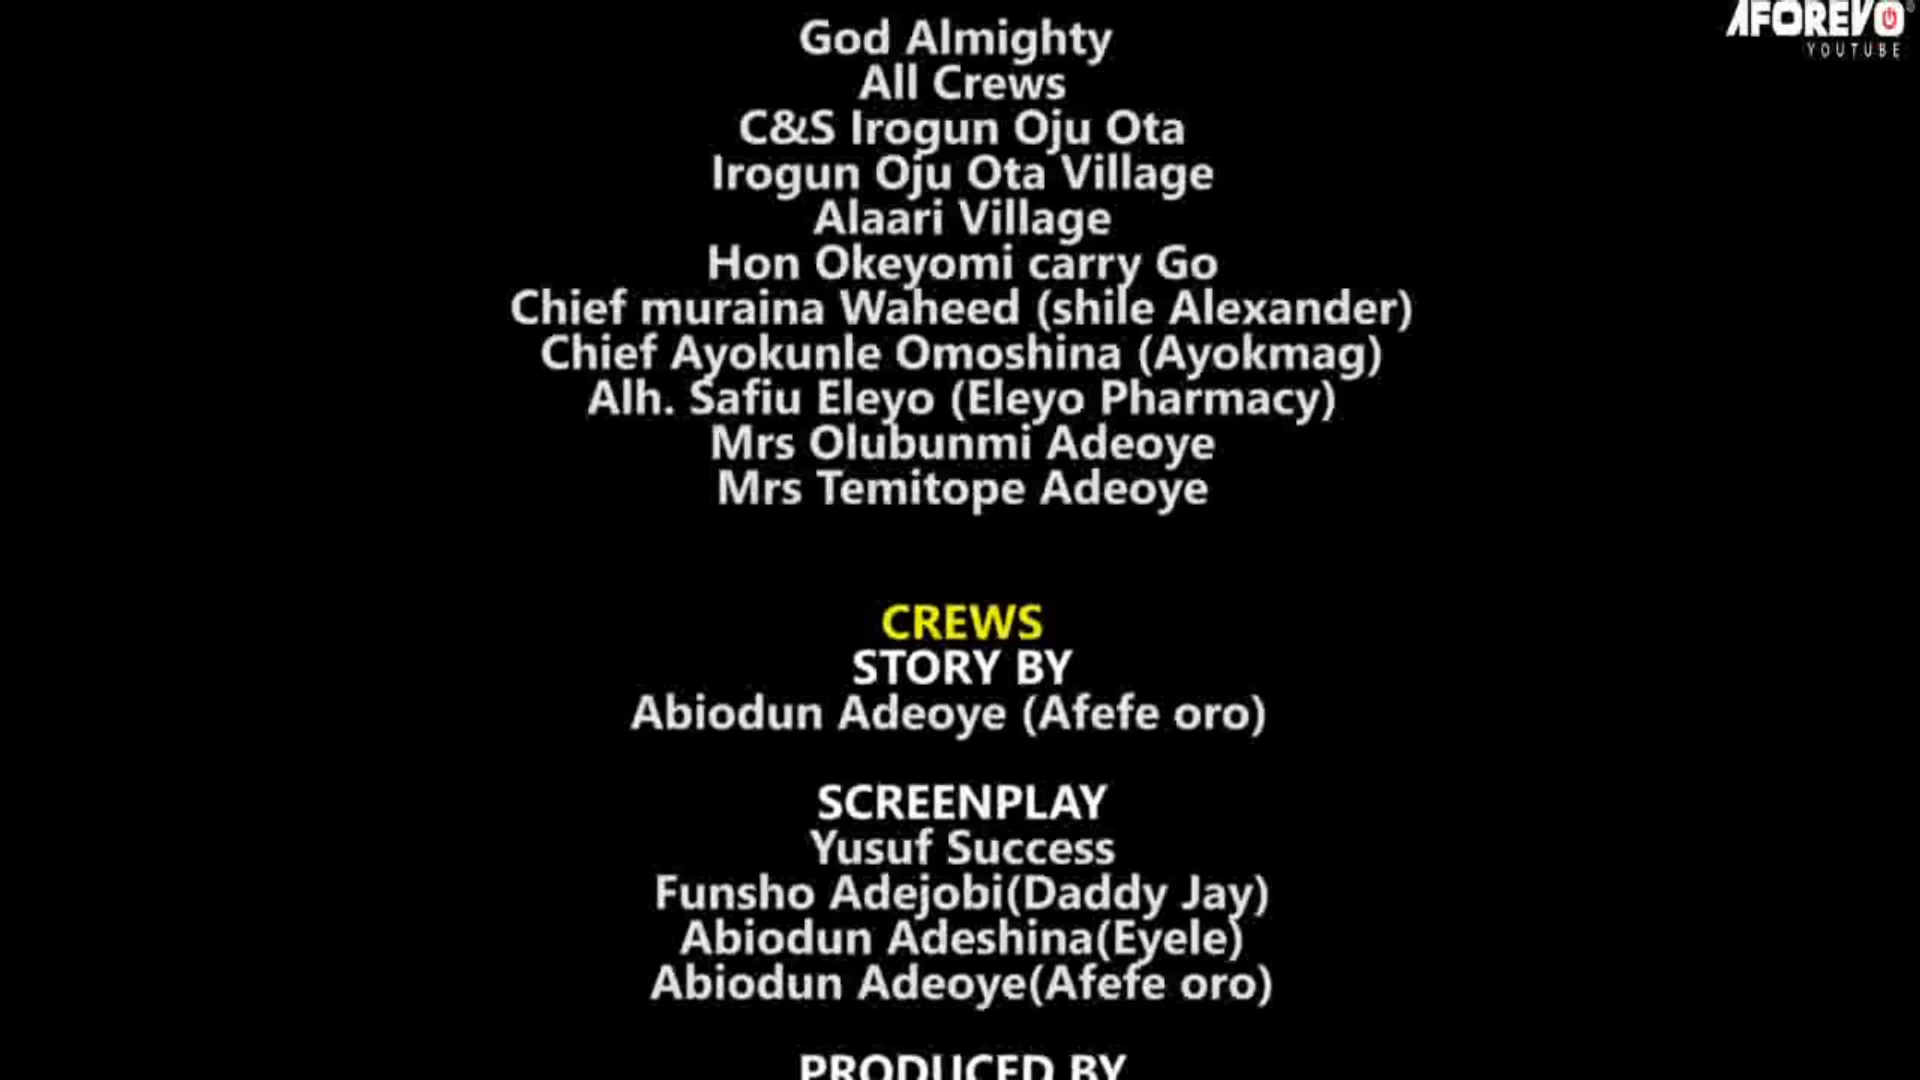 AFOREVO
YOUTUBE
God Almighty
All Crews
C&S Irogun Oju Ota
Irogun Oju Ota Village
Alaari Village
Hon Okeyomi carry Go
Chief muraina Waheed (shile Alexander)
Chief Ayokunle Omoshina (Ayokmag)
Alh. Safiu Eleyo (Eleyo Pharmacy)
Mrs Olubunmi Adeoye
Mrs Temitope Adeoye
CREWS
STORY BY
Abiodun Adeoye (Afefe oro)
SCREENPLAY
Yusuf Success
Funsho Adejobi(Daddy Jay)
Abiodun Adeshina(Eyele)
Abiodun Adeoye(Afefe oro)
PRODUCED BY